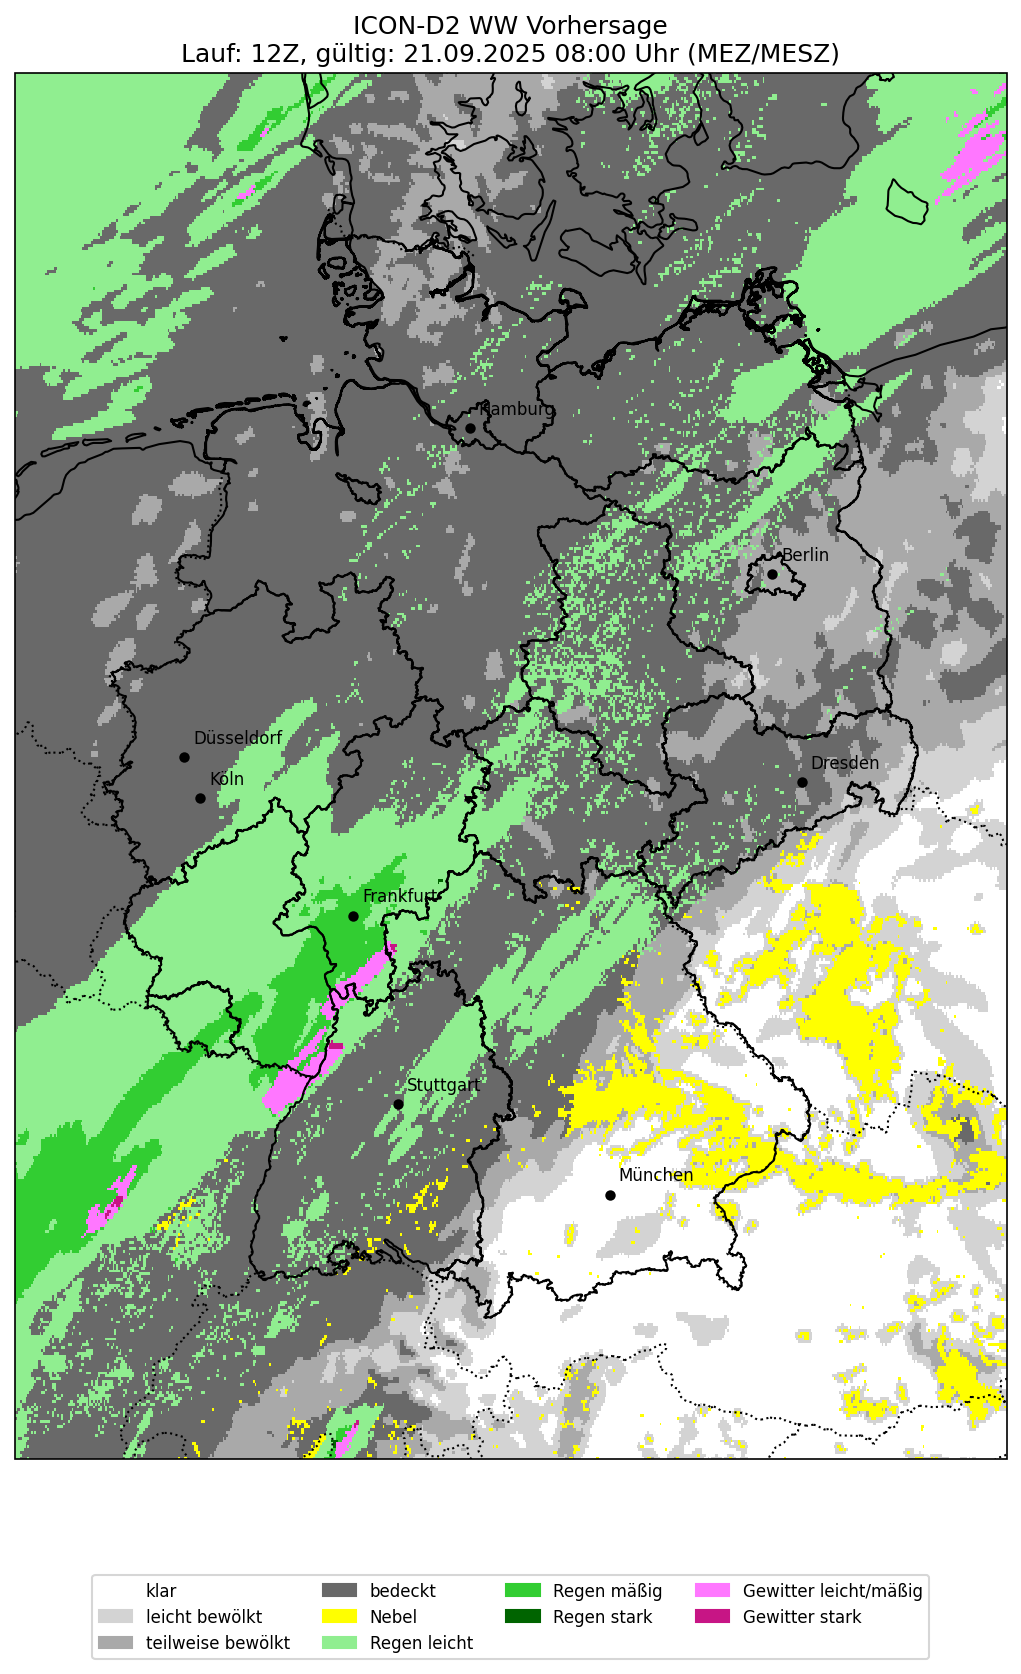 ICON-D2 WW Vorhersage
Lauf: 12Z, gültig: 21.09.2025 08:00 Uhr (MEZ/MESZ)
Hamburg
Berlin
Düsseldorf
Köln
Dresden
Frankfurt
Stuttgart
München
klar
leicht bewölkt
teilweise bewölkt
bedeckt
Nebel
Regen leicht
Regen mäßig
Regen stark
Gewitter leicht/mäßig
Gewitter stark